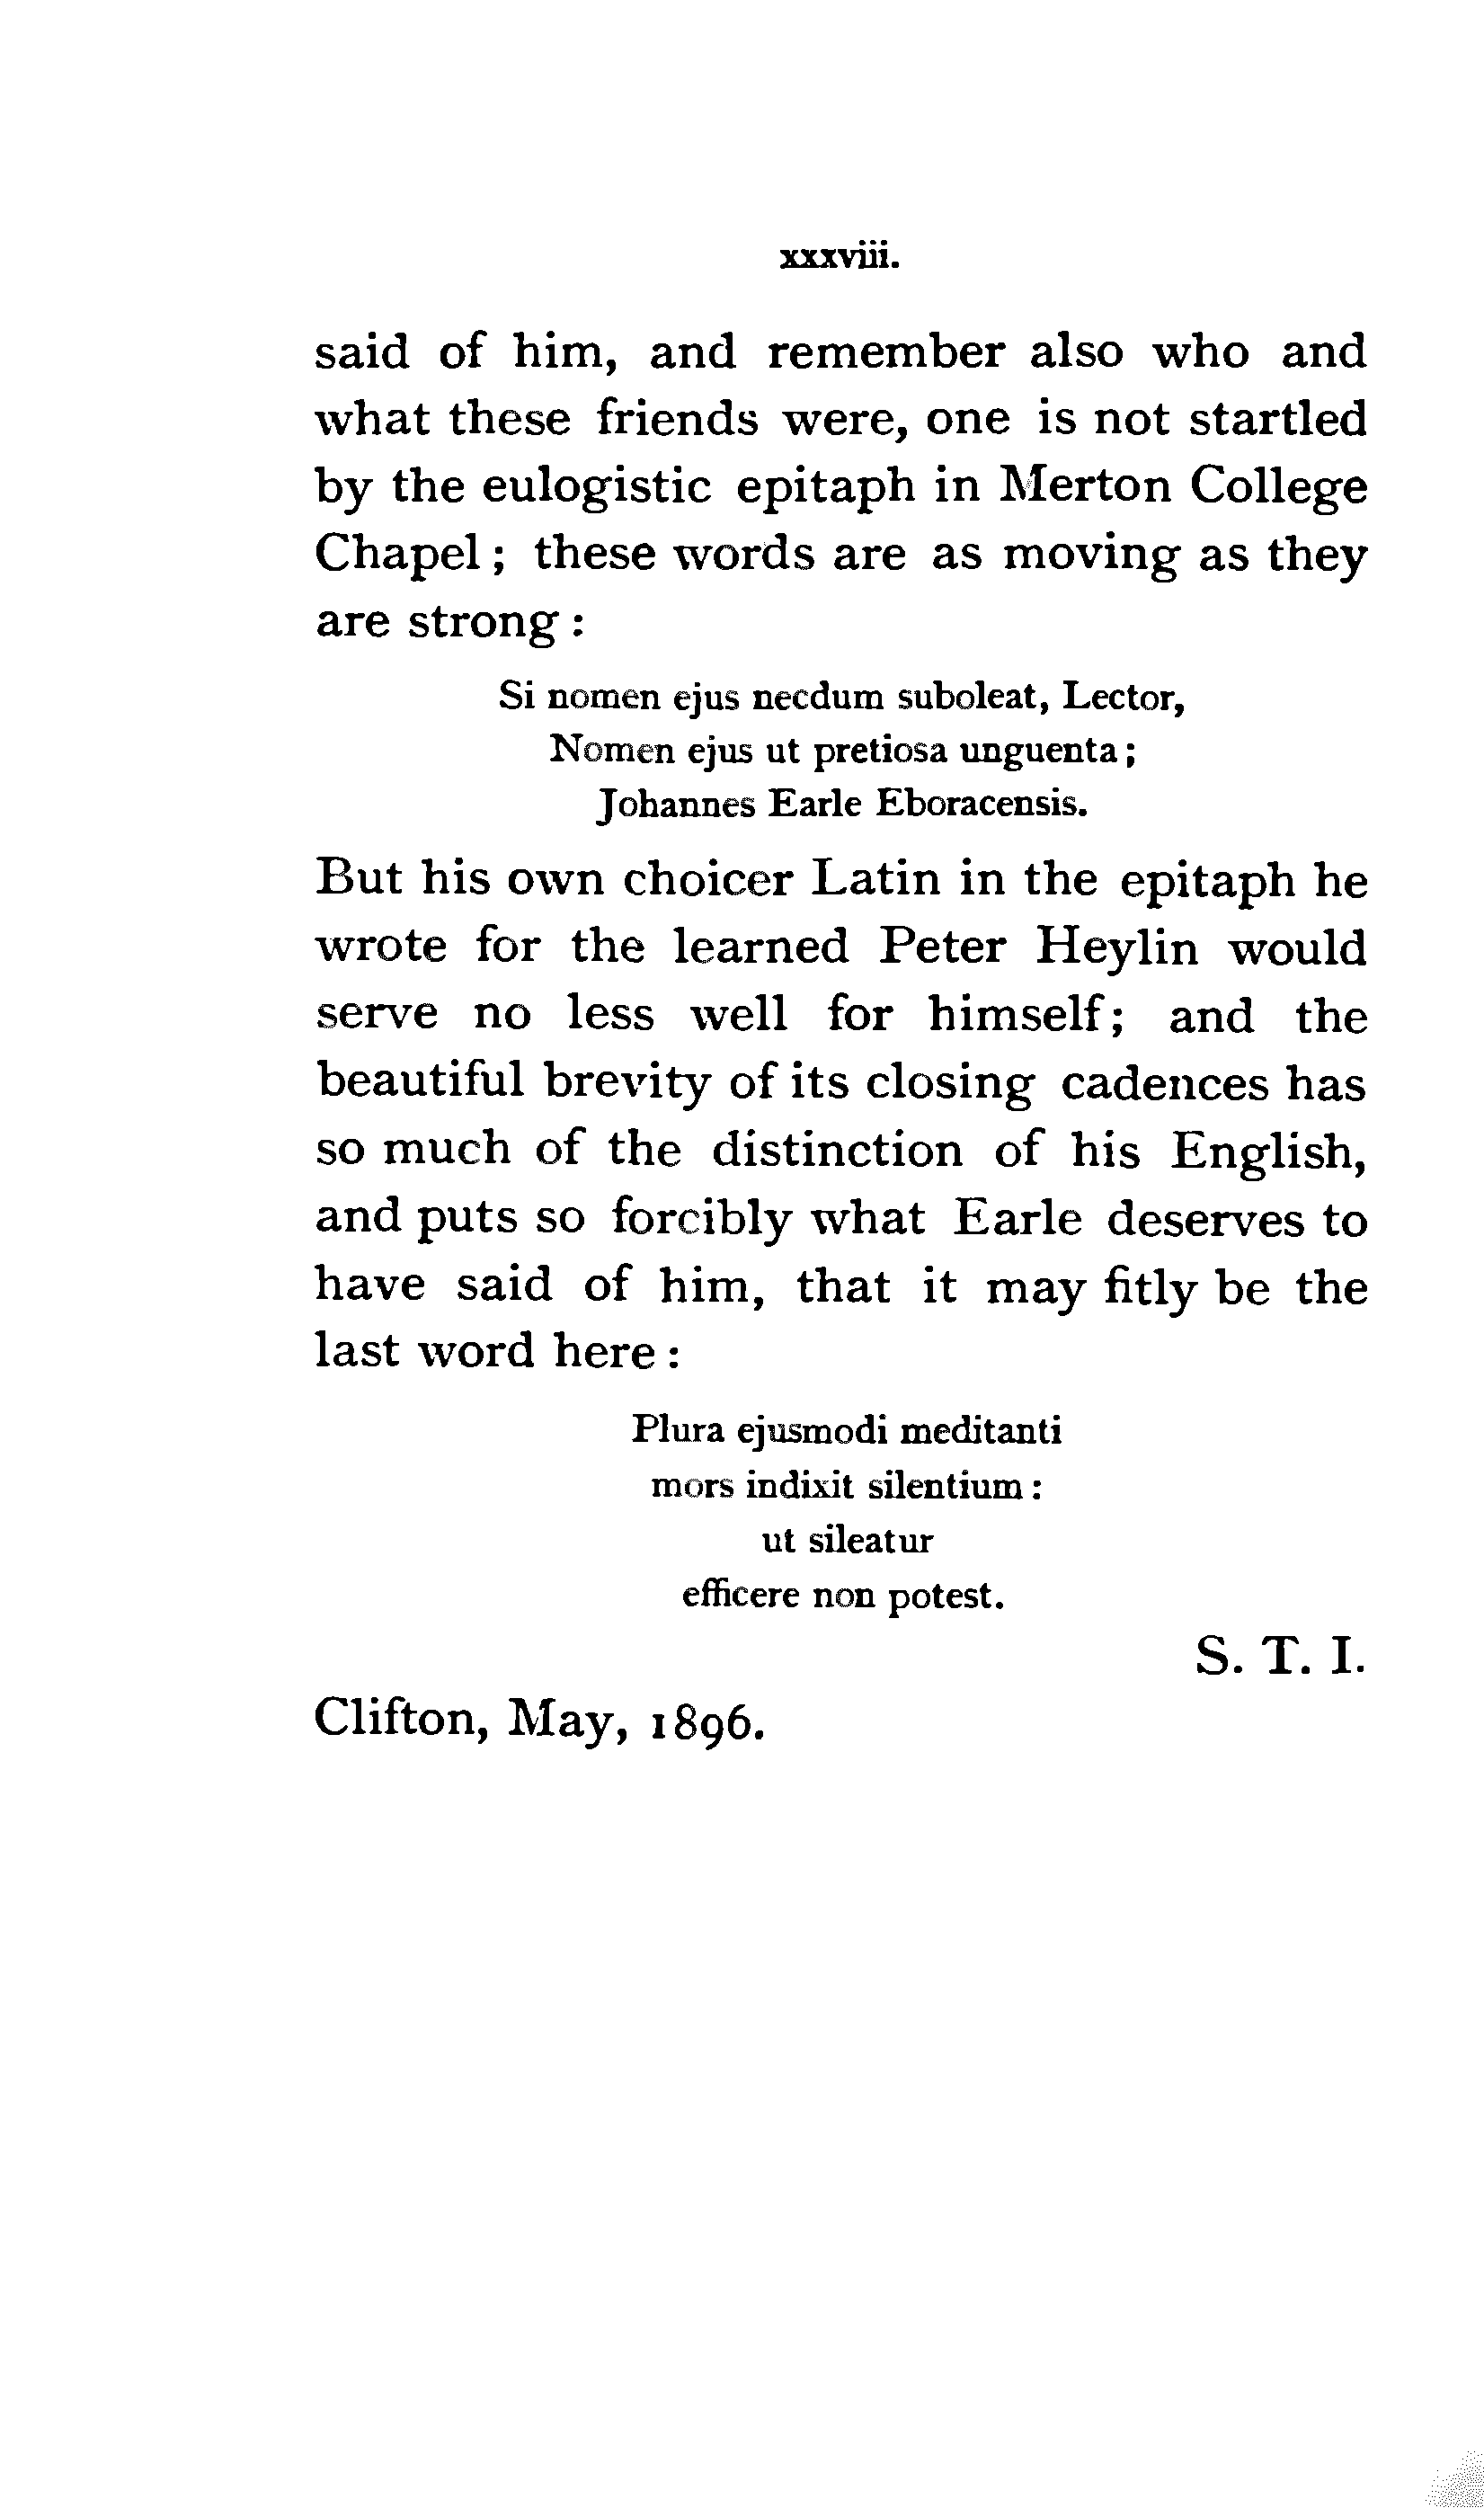 xxxviii.
said of him, and remember also who and
what these friends were, one is not startled
by the eulogistic epitaph in Merton College
Chapel ; these words are as moving as they
are strong :
Si nomen ejus necdum suboleat, Lector,
Nomen ejus ut pretiosa unguenta ;
Johannes Earle Eboracensis.
But his own choicer Latin in the epitaph he
wrote for the learned Peter Heylin would
serve no less well for himself; and the
beautiful brevity of its closing cadences has
so much of the distinction of his English,
and puts so forcibly what Earle deserves to
have said of him, that it may fitly be the
last word here :
Plura ejusmodi meditanti
mors indixit silentium :
ut sileatur
efficere non potest.
S. T. I.
Clifton, May, 1896.